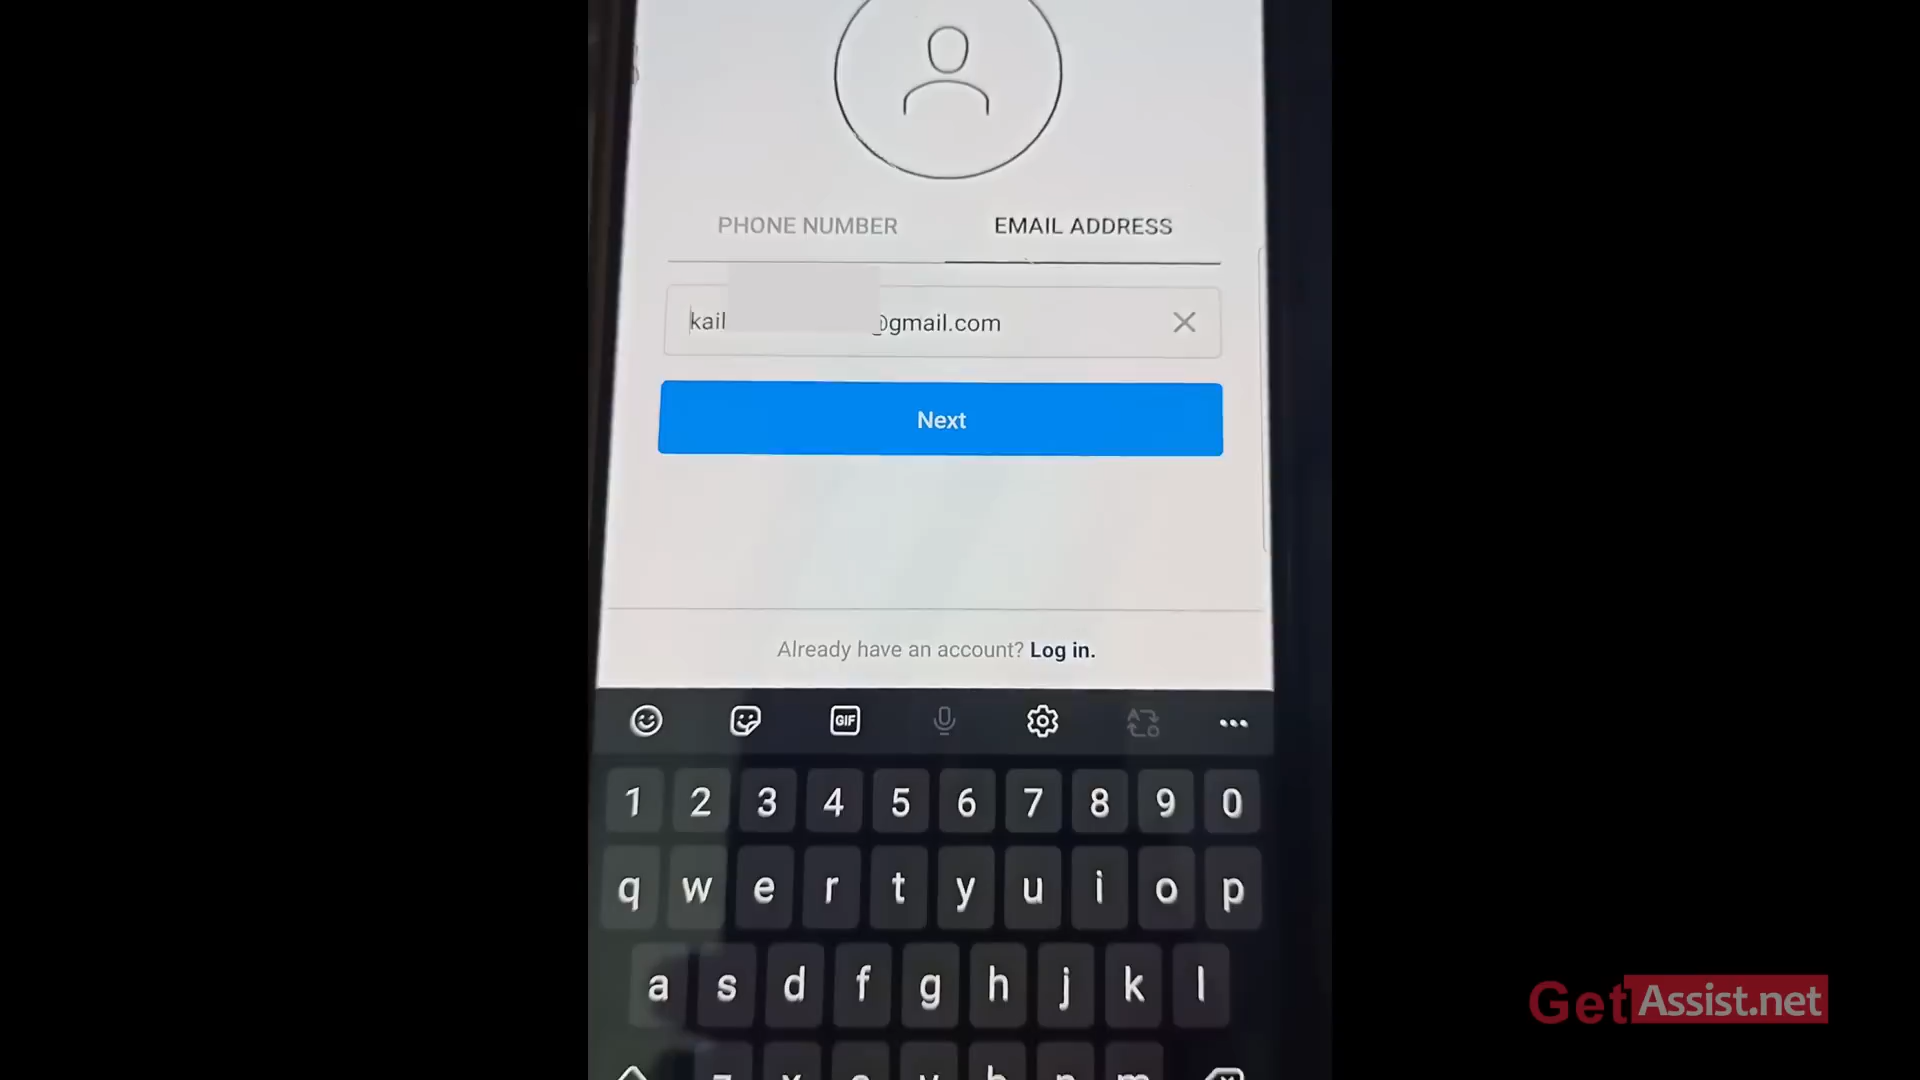 PHONE NUMBER EMAIL ADDRESS
kail @gmail.com
Next
Already have an account? Log in.
GIF
1 2 3 4 5 6 7 8 9 0
q w e r t y u i o p
a s d f g h j k l
z x c v b n m
GetAssist.net